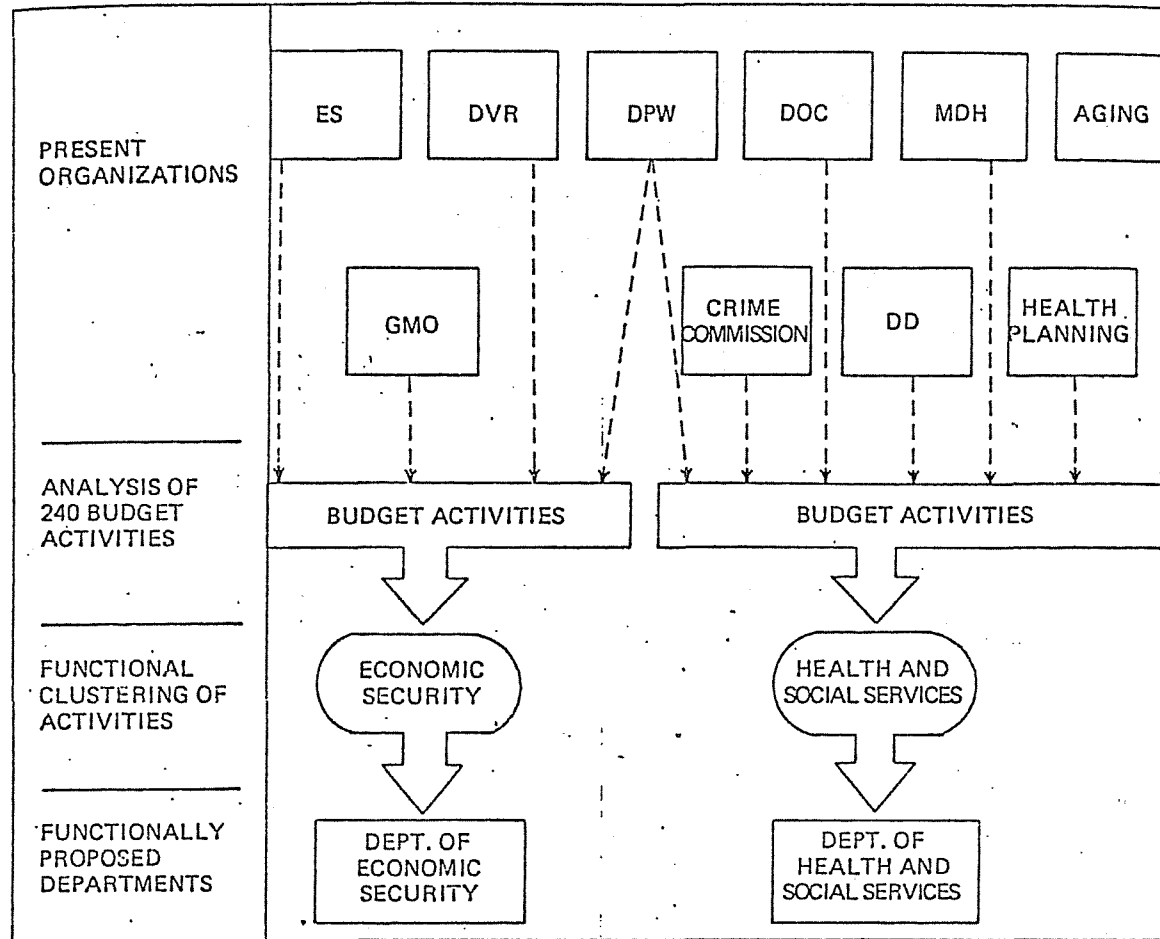 PRESENT
ORGANIZATIONS
ES
DVR
DPW
DOC
MDH
AGING
GMO
CRIME
COMMISSION
DD
HEALTH
PLANNING
ANALYSIS OF
240 BUDGET
ACTIVITIES
BUDGET ACTIVITIES
BUDGET ACTIVITIES
FUNCTIONAL
CLUSTERING OF
ACTIVITIES
ECONOMIC
SECURITY
HEALTH AND
SOCIAL SERVICES
FUNCTIONALLY
PROPOSED
DEPARTMENTS
DEPT. OF
ECONOMIC
SECURITY
DEPT. OF
HEALTH AND
SOCIAL SERVICES